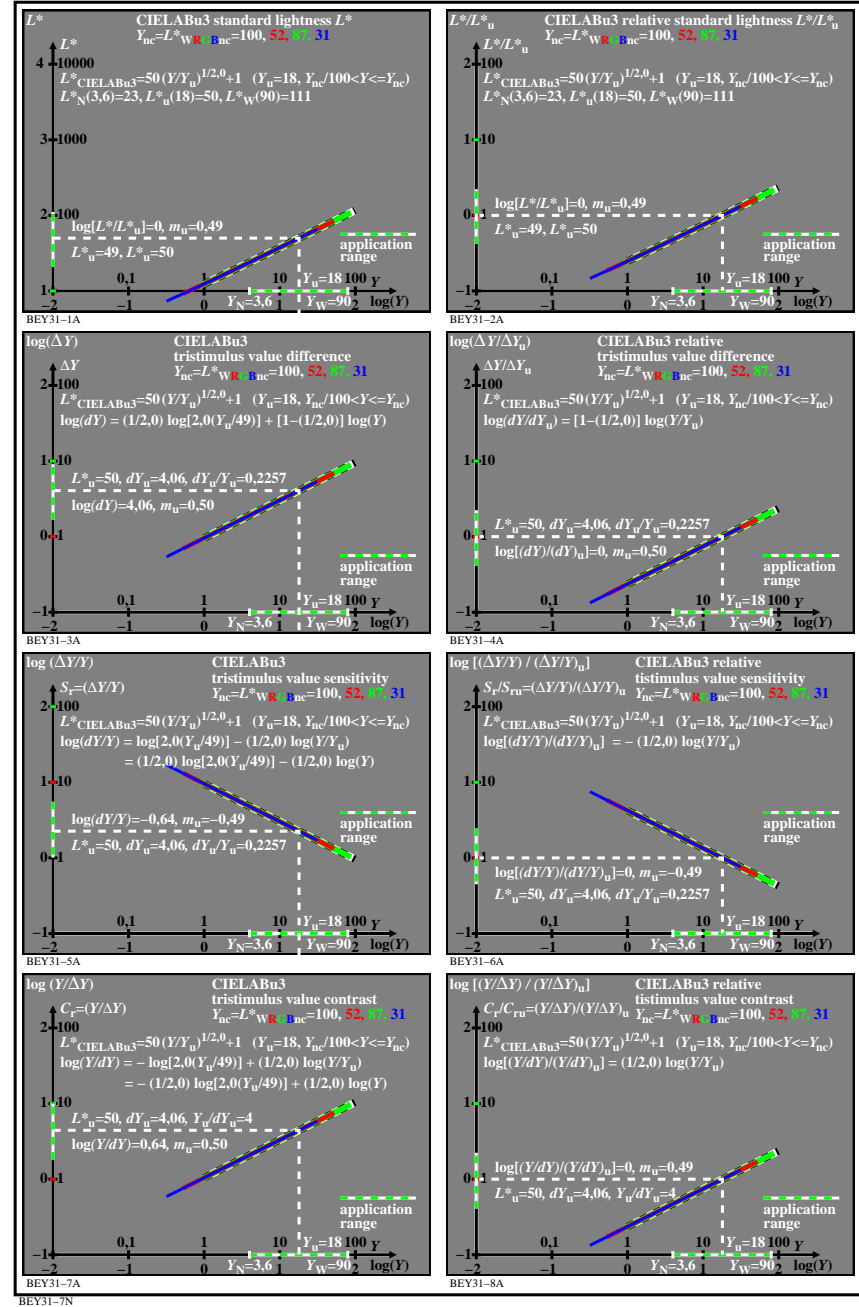 L*
CIELABu3 standard lightness L*
Ync=L*WRGBnc=100, 52, 87, 31
L*
4 10000
L*CIELABu3=50(Y/Yu)1/2,0+1 (Yu=18, Ync/100<Y<=Ync)
L*N(3,6)=23, L*u(18)=50, L*W(90)=111
3 1000
2 100
log[L*/L*u]=0, mu=0,49
L*u=49, L*u=50
application
range
0,1 1 10 Yu=18 100 Y
1
−1 0 YN=3,6 1 YW=90 2 log(Y)
BEY31−1A
L*/L*u
CIELABu3 relative standard lightness L*/L*u
Ync=L*WRGBnc=100, 52, 87, 31
L*/L*u
2 100
L*CIELABu3=50(Y/Yu)1/2,0+1 (Yu=18, Ync/100<Y<=Ync)
L*N(3,6)=23, L*u(18)=50, L*W(90)=111
1 10
0 1
log[L*/L*u]=0, mu=0,49
L*u=49, L*u=50
application
range
0,1 1 10 Yu=18 100 Y
−1
−2 −1 0 YN=3,6 1 YW=90 2 log(Y)
BEY31−2A
log(ΔY)
CIELABu3
tristimulus value difference
Ync=L*WRGBnc=100, 52, 87, 31
ΔY
2 100
L*CIELABu3=50(Y/Yu)1/2,0+1 (Yu=18, Ync/100<Y<=Ync)
log(dY) = (1/2,0) log[2,0(Yu/49)] + [1−(1/2,0)] log(Y)
1 10
L*u=50, dYu=4,06, dYu/Yu=0,2257
log(dY)=4,06, mu=0,50
0 1
application
range
0,1 1 10 Yu=18 100 Y
−1
−2 −1 0 YN=3,6 1 YW=90 2 log(Y)
BEY31−3A
log(ΔY/ΔYu)
CIELABu3 relative
tristimulus value difference
Ync=L*WRGBnc=100, 52, 87, 31
ΔY/ΔYu
2 100
L*CIELABu3=50(Y/Yu)1/2,0+1 (Yu=18, Ync/100<Y<=Ync)
log(dY/dYu) = [1−(1/2,0)] log(Y/Yu)
1 10
L*u=50, dYu=4,06, dYu/Yu=0,2257
0 1
log[(dY)/(dY)u]=0, mu=0,50
application
range
0,1 1 10 Yu=18 100 Y
−1
−2 −1 0 YN=3,6 1 YW=90 2 log(Y)
BEY31−4A
log (ΔY/Y)
CIELABu3
tristimulus value sensitivity
Ync=L*WRGBnc=100, 52, 87, 31
Sr=(ΔY/Y)
2 100
L*CIELABu3=50(Y/Yu)1/2,0+1 (Yu=18, Ync/100<Y<=Ync)
log(dY/Y) = log[2,0(Yu/49)] − (1/2,0) log(Y/Yu)
= (1/2,0) log[2,0(Yu/49)] − (1/2,0) log(Y)
1 10
log(dY/Y)=−0,64, mu=−0,49
L*u=50, dYu=4,06, dYu/Yu=0,2257
application
range
0 1
0,1 1 10 Yu=18 100 Y
−1
−2 −1 0 YN=3,6 1 YW=90 2 log(Y)
BEY31−5A
log [(ΔY/Y) / (ΔY/Y)u]
CIELABu3 relative
tistimulus value sensitivity
Ync=L*WRGBnc=100, 52, 87, 31
Sr/Sru=(ΔY/Y)/(ΔY/Y)u
2 100
L*CIELABu3=50(Y/Yu)1/2,0+1 (Yu=18, Ync/100<Y<=Ync)
log[(dY/Y)/(dY/Y)u] = − (1/2,0) log(Y/Yu)
1 10
application
range
0 1
log[(dY/Y)/(dY/Y)u]=0, mu=−0,49
L*u=50, dYu=4,06, dYu/Yu=0,2257
0,1 1 10 Yu=18 100 Y
−1
−2 −1 0 YN=3,6 1 YW=90 2 log(Y)
BEY31−6A
log (Y/ΔY)
CIELABu3
tristimulus value contrast
Ync=L*WRGBnc=100, 52, 87, 31
Cr=(Y/ΔY)
2 100
L*CIELABu3=50(Y/Yu)1/2,0+1 (Yu=18, Ync/100<Y<=Ync)
log(Y/dY) = − log[2,0(Yu/49)] + (1/2,0) log(Y/Yu)
= − (1/2,0) log[2,0(Yu/49)] + (1/2,0) log(Y)
1 10
L*u=50, dYu=4,06, Yu/dYu=4
log(Y/dY)=0,64, mu=0,50
0 1
application
range
0,1 1 10 Yu=18 100 Y
−1
−2 −1 0 YN=3,6 1 YW=90 2 log(Y)
BEY31−7A
log [(Y/ΔY) / (Y/ΔY)u]
CIELABu3 relative
tistimulus value contrast
Ync=L*WRGBnc=100, 52, 87, 31
Cr/Cru=(Y/ΔY)/(Y/ΔY)u
2 100
L*CIELABu3=50(Y/Yu)1/2,0+1 (Yu=18, Ync/100<Y<=Ync)
log[(Y/dY)/(Y/dY)u] = (1/2,0) log(Y/Yu)
1 10
log[(Y/dY)/(Y/dY)u]=0, mu=0,49
0 1
L*u=50, dYu=4,06, Yu/dYu=4
application
range
0,1 1 10 Yu=18 100 Y
−1
−2 −1 0 YN=3,6 1 YW=90 2 log(Y)
BEY31−8A
BEY31−7N